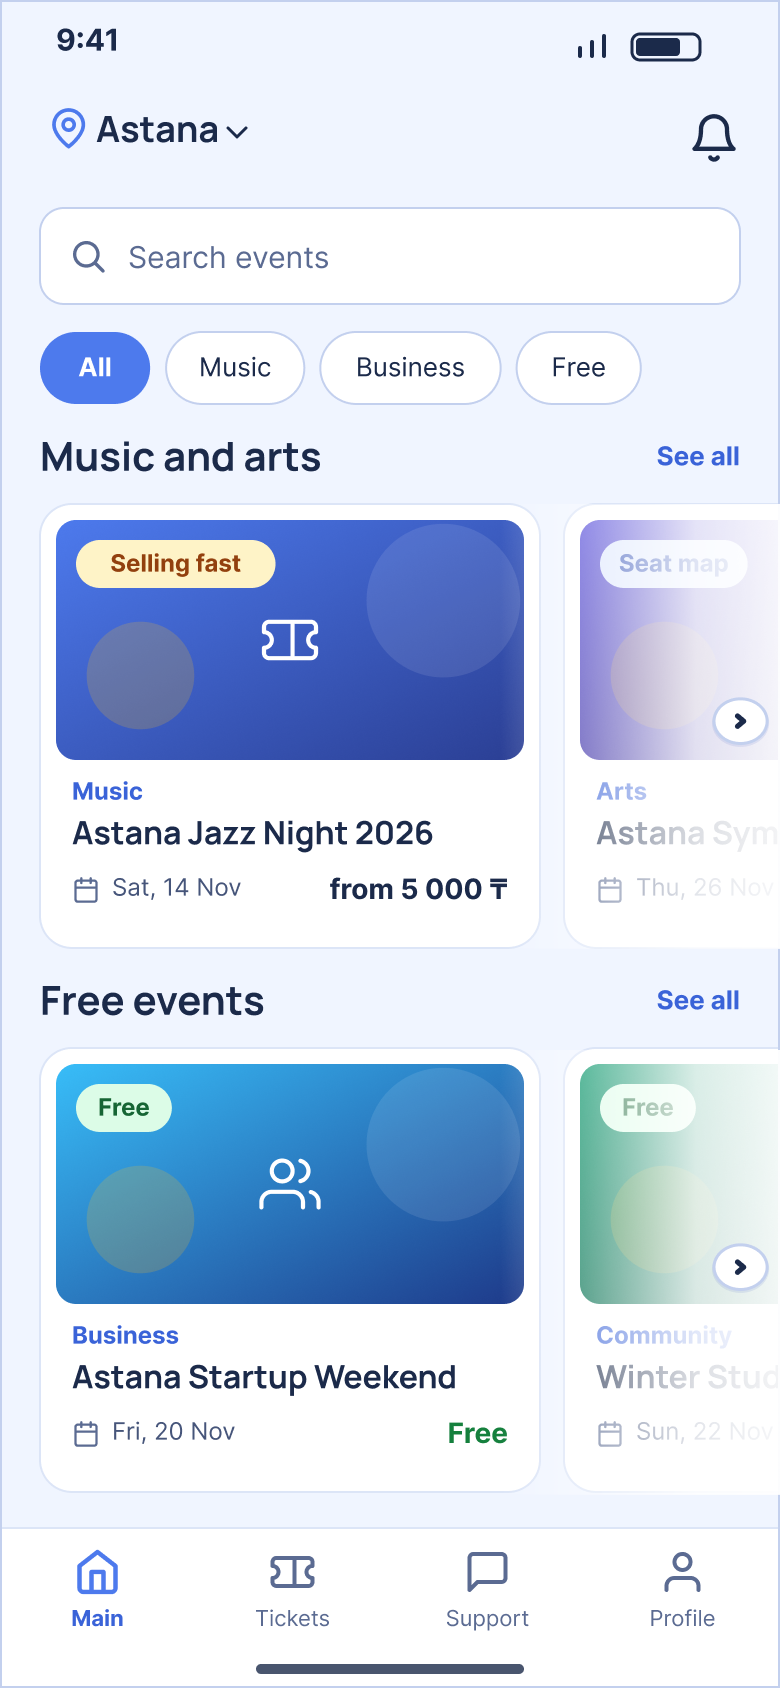 9:41
Astana
Search events
All
Music
Business
Free
Music and arts
See all
Selling fast
Seat map
Music
Arts
Astana Jazz Night 2026
Astana Sym
Sat, 14 Nov
from 5 000 ₸
Thu, 26 Nov
Free events
See all
Free
Free
Business
Community
Astana Startup Weekend
Winter Stud
Fri, 20 Nov
Free
Sun, 22 Nov
Main
Tickets
Support
Profile